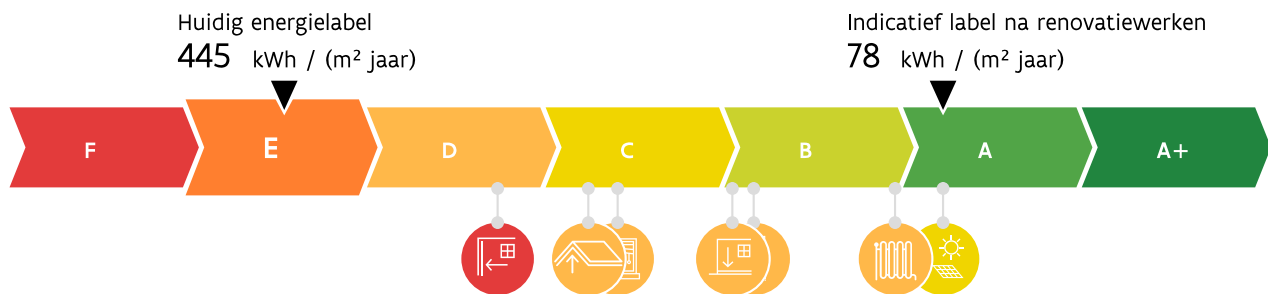 Huidig energielabel
445 kWh / (m² jaar)
Indicatief label na renovatiewerken
78 kWh / (m² jaar)
F
E
D
C
B
A
A+